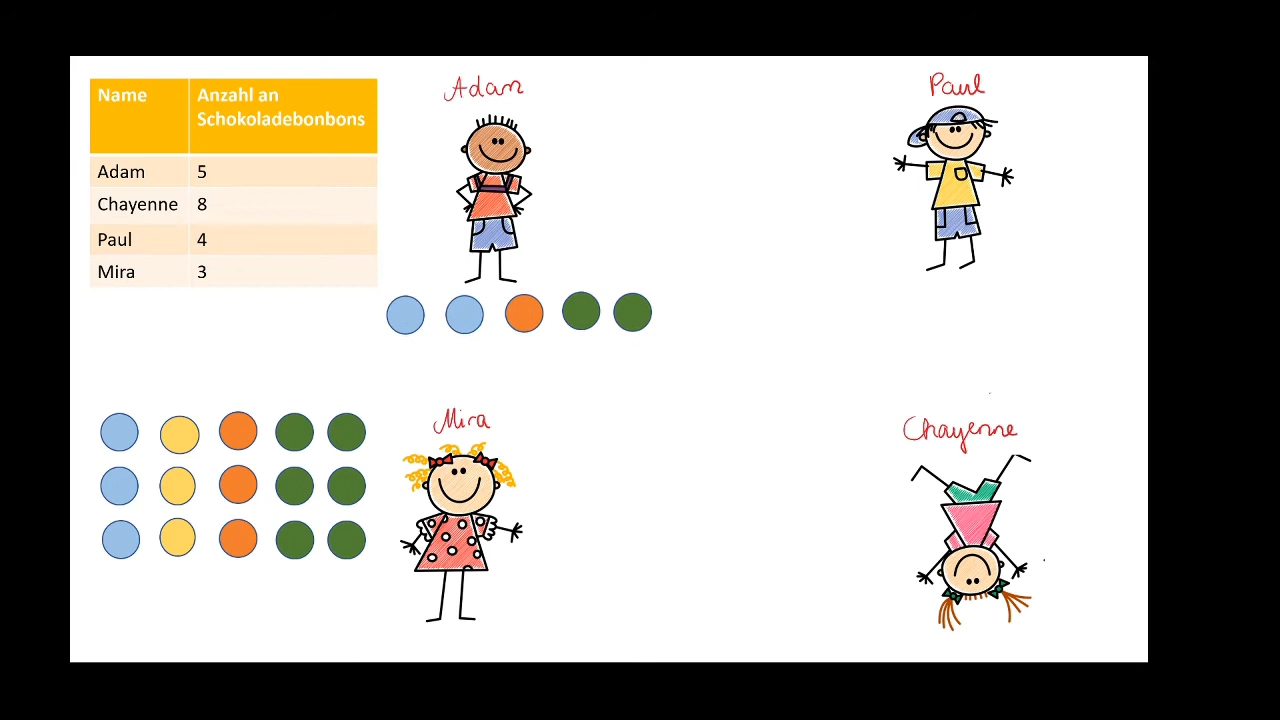 Name Anzahl an
Schokoladebonbons
Adam 5
Chayenne 8
Paul 4
Mira 3
Adam
Paul
Mira
Chayenne